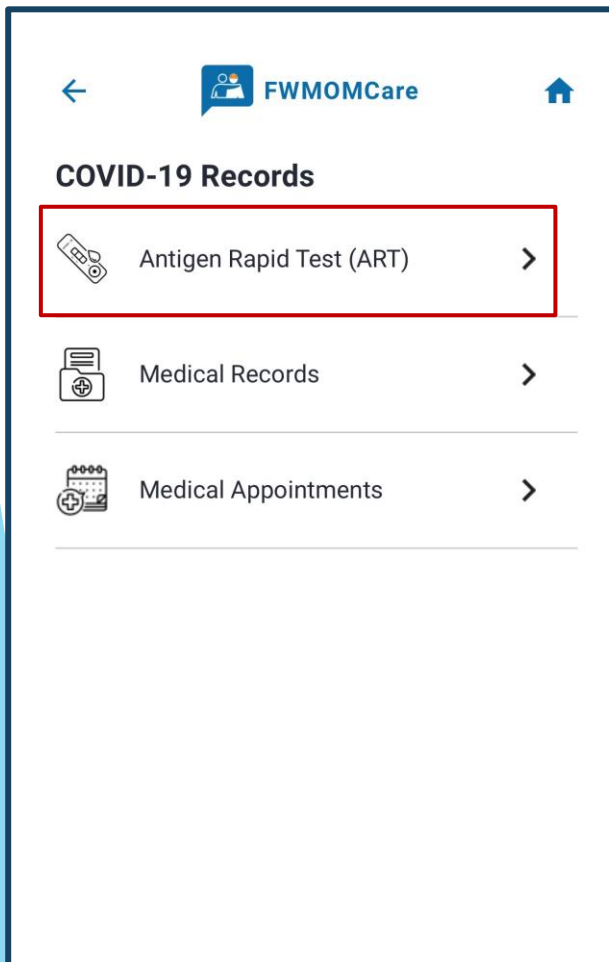 FWMOMCare
COVID-19 Records
Antigen Rapid Test (ART)
Medical Records
Medical Appointments